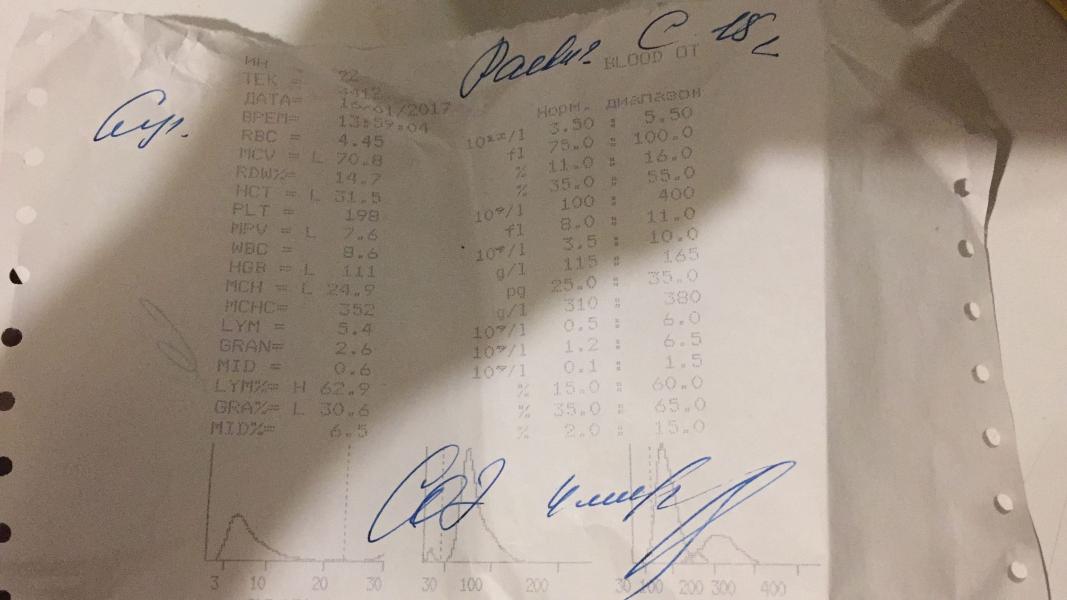 С 18
BLOOD OT
ИН
ТЕК = 92
ДАТА= 16/01/2017
ВРЕМ= 13:59:04 Норм. диапазон
RBC = 4.45 3.50 : 5.50
MCV = L 70.8 fl 75.0 : 100.0
RDW%= 14.7 % 11.0 : 16.0
HCT = L 31.5 % 35.0 : 55.0
PLT = 198 10⁹/l 100 : 400
MPV = L 7.6 fl 8.0 : 11.0
WBC = 8.6 10⁹/l 3.5 : 10.0
HGB = L 111 g/l 115 : 165
MCH = L 24.9 pg 25.0 : 35.0
MCHC= 352 g/l 310 : 380
LYM = 5.4 10⁹/l 0.5 : 6.0
GRAN= 2.6 10⁹/l 1.2 : 6.5
MID = 0.6 10⁹/l 0.1 : 1.5
LYM%= H 62.9 % 15.0 : 60.0
GRA%= L 30.6 % 35.0 : 65.0
MID%= 6.5 % 2.0 : 15.0
СОЭ 4 мм/ч
3 10 20 30 30 100 200 30 100 200 300 400